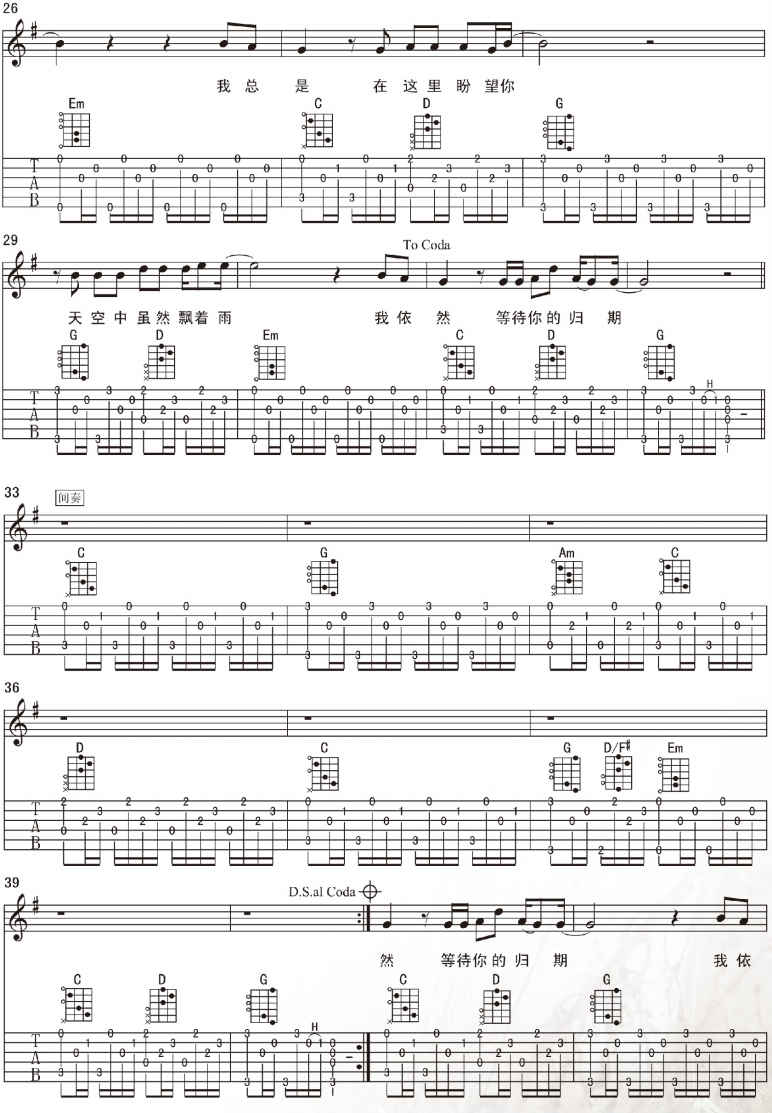 26
我 总 是 在 这 里 盼 望 你
Em C D G
T
A
B
29
To Coda
天 空 中 虽 然 飘 着 雨 我 依 然 等 待 你 的 归 期
G D Em C D G
H
T
A
B
33 间奏
C G Am C
T
A
B
36
D C G D/F# Em
T
A
B
39
D.S.al Coda
然 等 待 你 的 归 期 我 依
C D G C D G
H
T
A
B